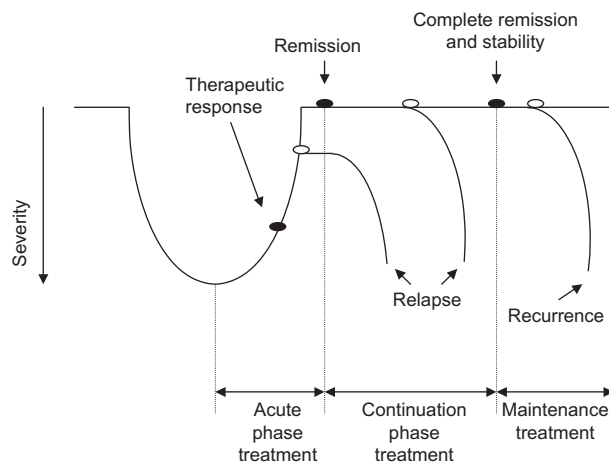 Complete remission
and stability
Remission
Therapeutic
response
Severity
Relapse
Recurrence
Acute
phase
treatment
Continuation
phase
treatment
Maintenance
treatment